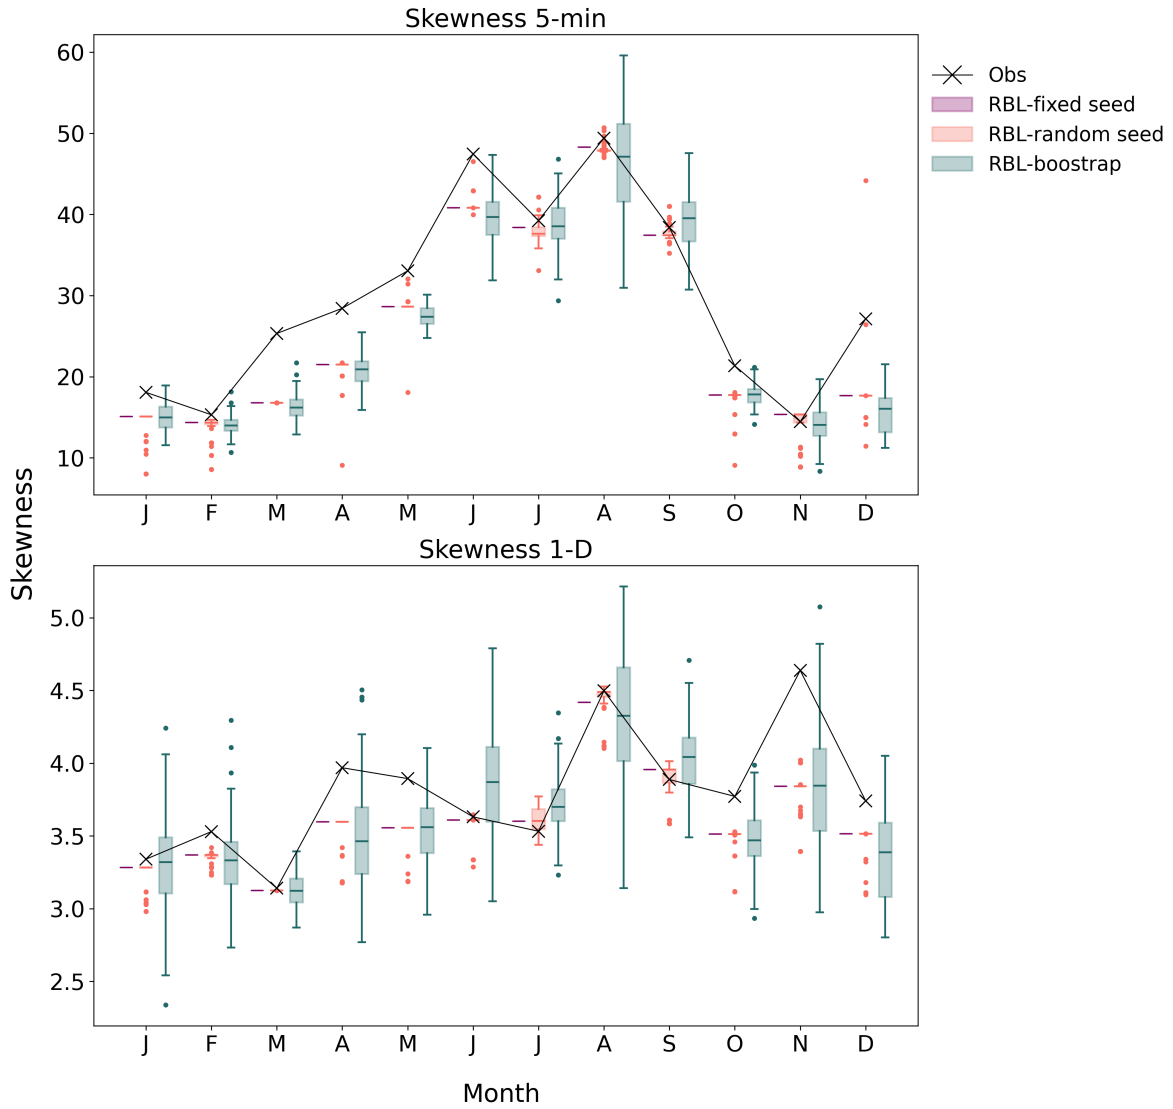 Skewness 5-min
60
50
40
30
20
10
J F M A M J J A S O N D
Obs
RBL-fixed seed
RBL-random seed
RBL-boostrap
Skewness
Skewness 1-D
5.0
4.5
4.0
3.5
3.0
2.5
J F M A M J J A S O N D
Month